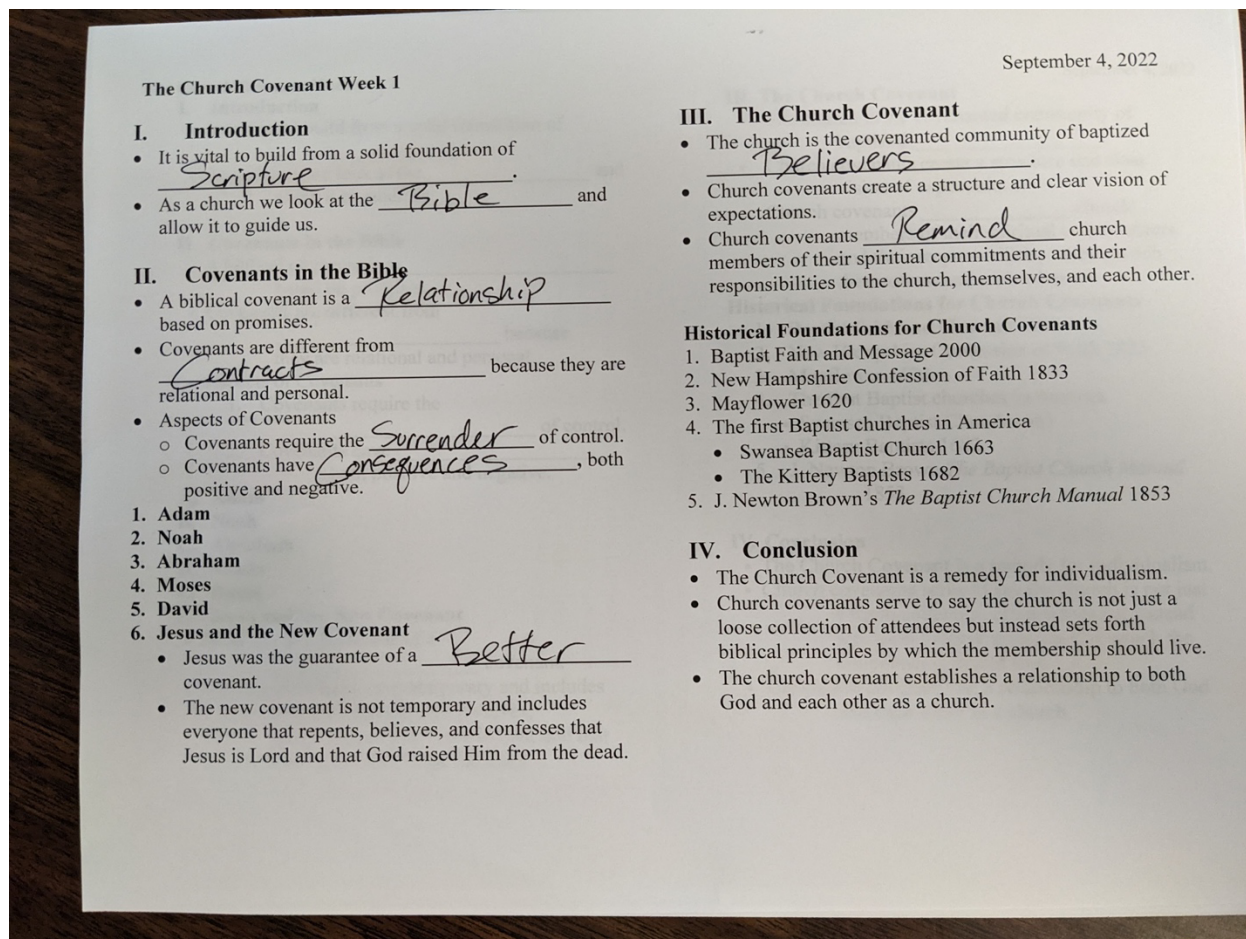 The Church Covenant Week 1
I. Introduction
• It is vital to build from a solid foundation of
Scripture.
• As a church we look at the Bible and
allow it to guide us.
II. Covenants in the Bible
• A biblical covenant is a Relationship
based on promises.
• Covenants are different from
Contracts because they are
relational and personal.
• Aspects of Covenants
o Covenants require the Surrender of control.
o Covenants have Consequences, both
positive and negative.
1. Adam
2. Noah
3. Abraham
4. Moses
5. David
6. Jesus and the New Covenant
• Jesus was the guarantee of a Better
covenant.
• The new covenant is not temporary and includes
everyone that repents, believes, and confesses that
Jesus is Lord and that God raised Him from the dead.
September 4, 2022
III. The Church Covenant
• The church is the covenanted community of baptized
Believers.
• Church covenants create a structure and clear vision of
expectations.
• Church covenants Remind church
members of their spiritual commitments and their
responsibilities to the church, themselves, and each other.
Historical Foundations for Church Covenants
1. Baptist Faith and Message 2000
2. New Hampshire Confession of Faith 1833
3. Mayflower 1620
4. The first Baptist churches in America
• Swansea Baptist Church 1663
• The Kittery Baptists 1682
5. J. Newton Brown's The Baptist Church Manual 1853
IV. Conclusion
• The Church Covenant is a remedy for individualism.
• Church covenants serve to say the church is not just a
loose collection of attendees but instead sets forth
biblical principles by which the membership should live.
• The church covenant establishes a relationship to both
God and each other as a church.